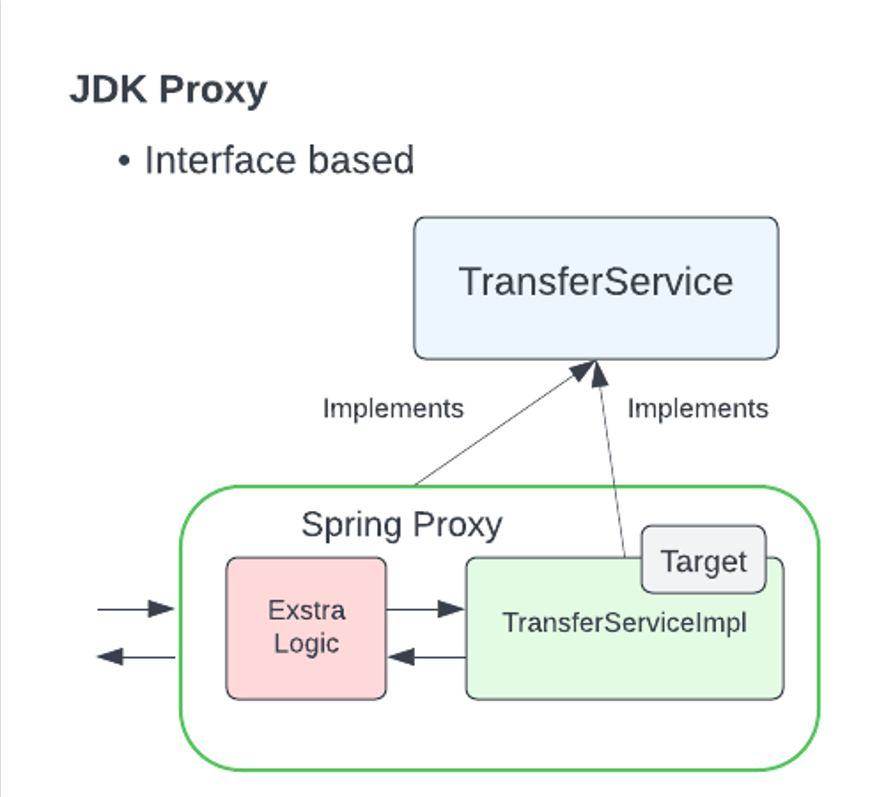 JDK Proxy
• Interface based
TransferService
Implements
Implements
Spring Proxy
Target
Exstra
Logic
TransferServiceImpl